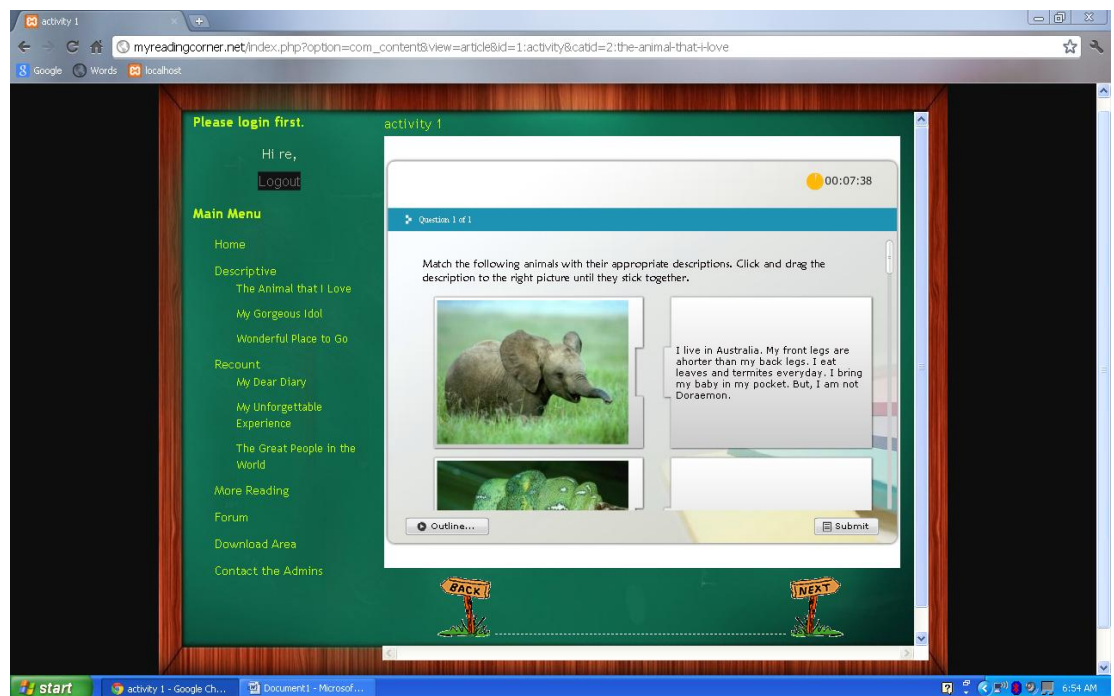 activity 1
myreadingcorner.net/index.php?option=com_content&view=article&id=1:activity&catid=2:the-animal-that-i-love
Google Words localhost
Please login first.
Hi re,
Logout
Main Menu
Home
Descriptive
The Animal that I Love
My Gorgeous Idol
Wonderful Place to Go
Recount
My Dear Diary
My Unforgettable
Experience
The Great People in the
World
More Reading
Forum
Download Area
Contact the Admins
activity 1
00:07:38
Question 1 of 1
Match the following animals with their appropriate descriptions. Click and drag the
description to the right picture until they stick together.
I live in Australia. My front legs are
ahorter than my back legs. I eat
leaves and termites everyday. I bring
my baby in my pocket. But, I am not
Doraemon.
Outline...
Submit
BACK
NEXT
start
activity 1 - Google Ch...
Document1 - Microsof...
6:54 AM